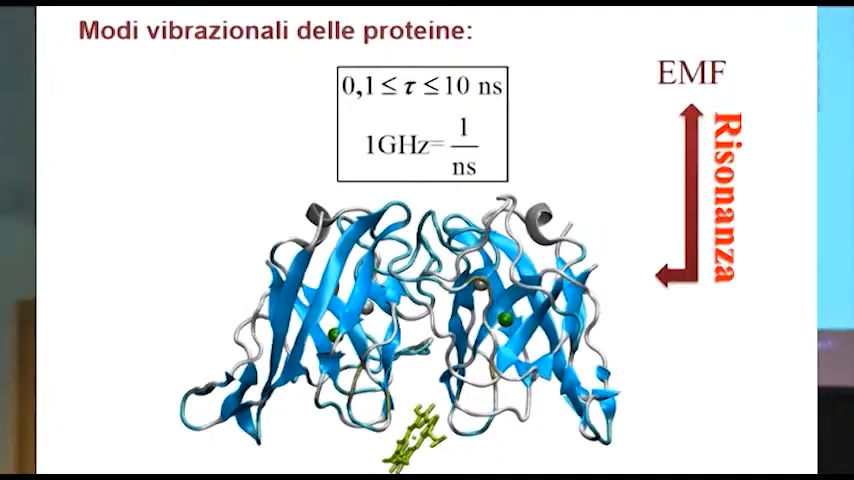 Modi vibrazionali delle proteine:
0,1 ≤ τ ≤ 10 ns
1GHz= 1/ns
EMF
Risonanza